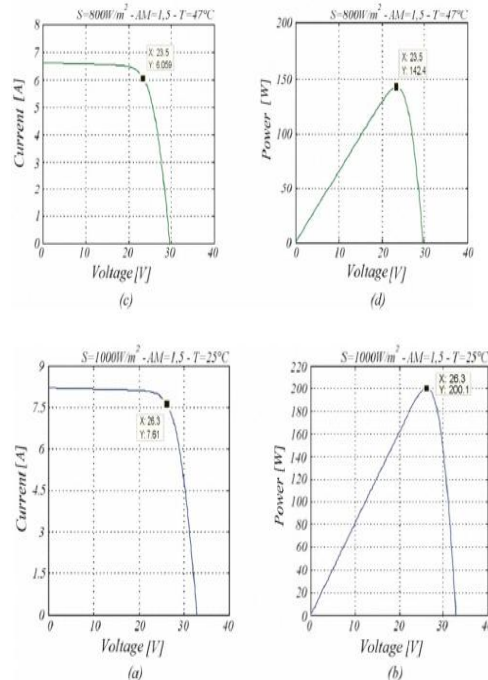 S=800W/m² - AM=1,5 - T=47°C
Current [A]
8
7
6
5
4
3
2
1
0
X: 23.5
Y: 6.059
0 10 20 30 40
Voltage [V]
(c)
S=800W/m² - AM=1,5 - T=47°C
Power [W]
200
150
100
50
0
X: 23.5
Y: 142.4
0 10 20 30 40
Voltage [V]
(d)
S=1000W/m² - AM=1,5 - T=25°C
Current [A]
9
7.5
6
4.5
3
1.5
0
X: 26.3
Y: 7.61
0 10 20 30 40
Voltage [V]
(a)
S=1000W/m² - AM=1,5 - T=25°C
Power [W]
220
200
180
160
140
120
100
80
60
40
20
0
X: 26.3
Y: 200.1
0 10 20 30 40
Voltage [V]
(b)